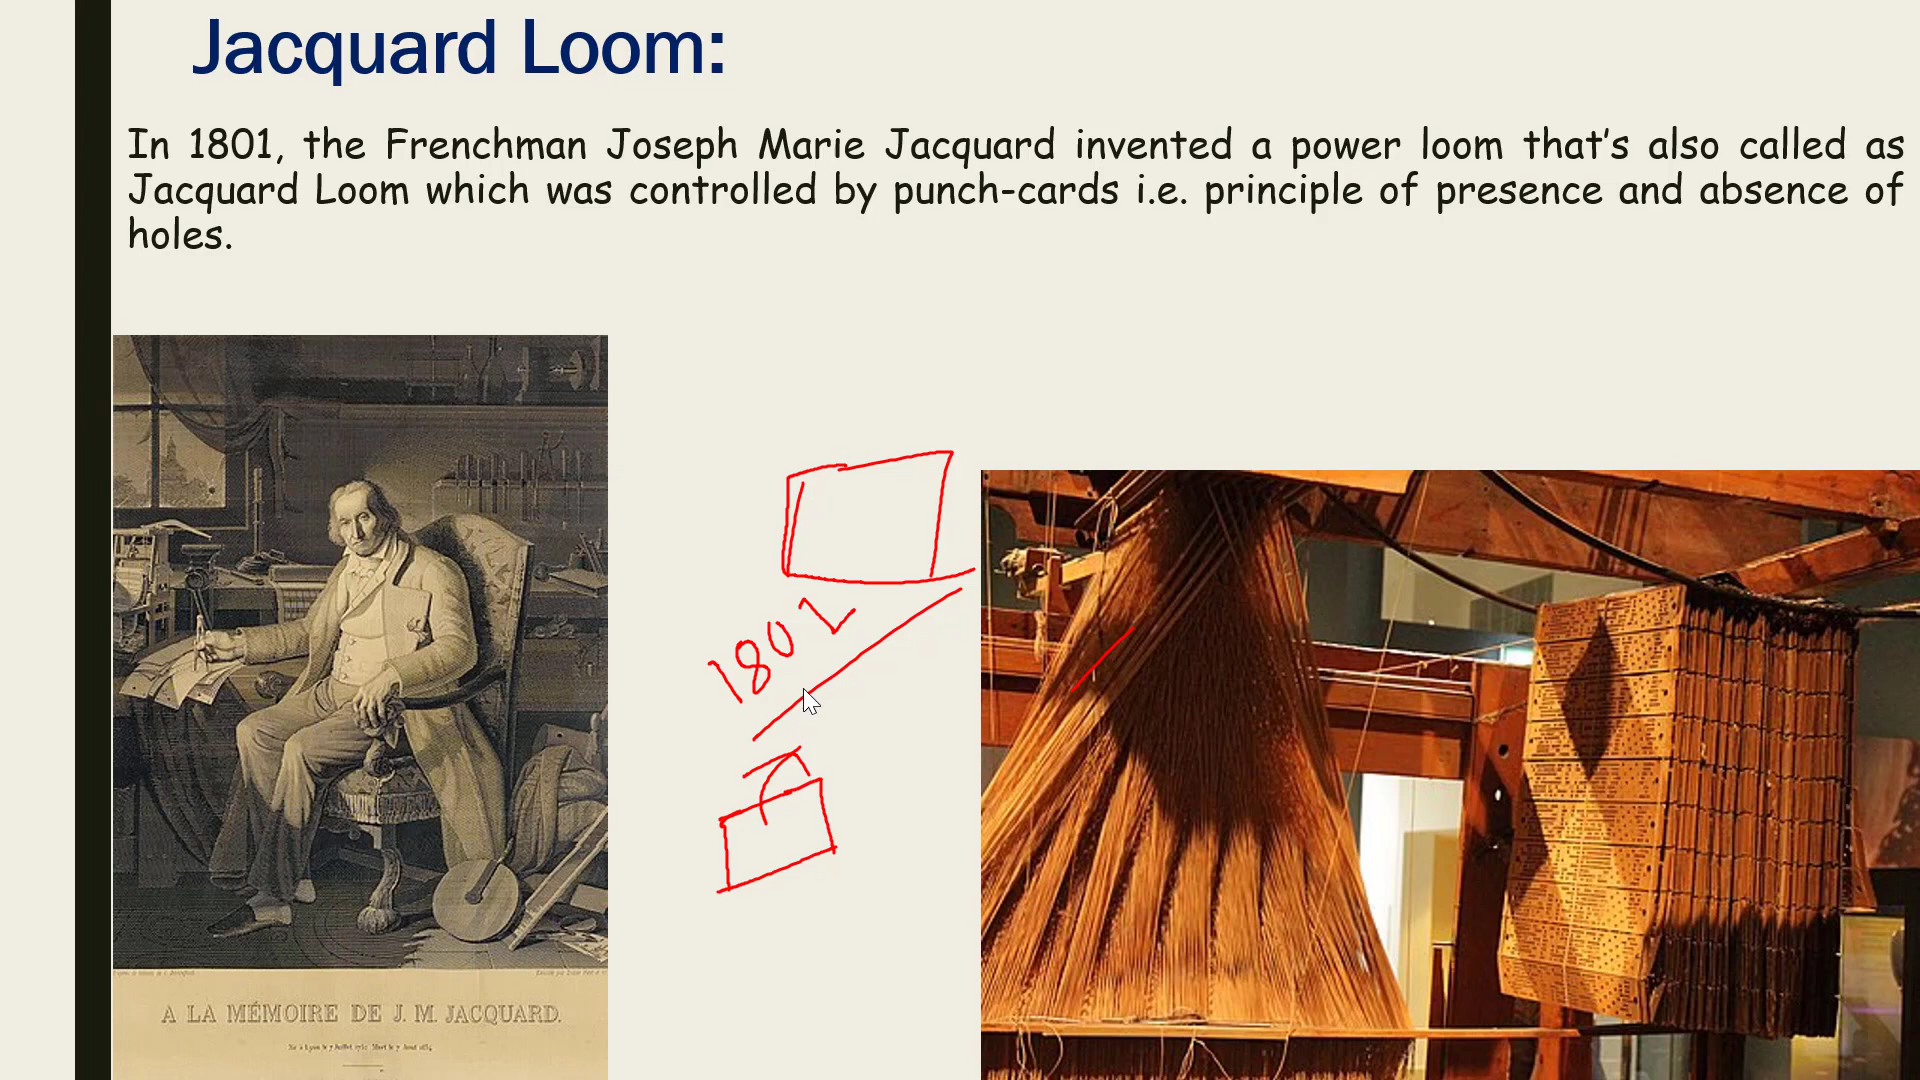 Jacquard Loom:
In 1801, the Frenchman Joseph Marie Jacquard invented a power loom that's also called as
Jacquard Loom which was controlled by punch-cards i.e. principle of presence and absence of
holes.
180
A LA MÉMOIRE DE J. M. JACQUARD.